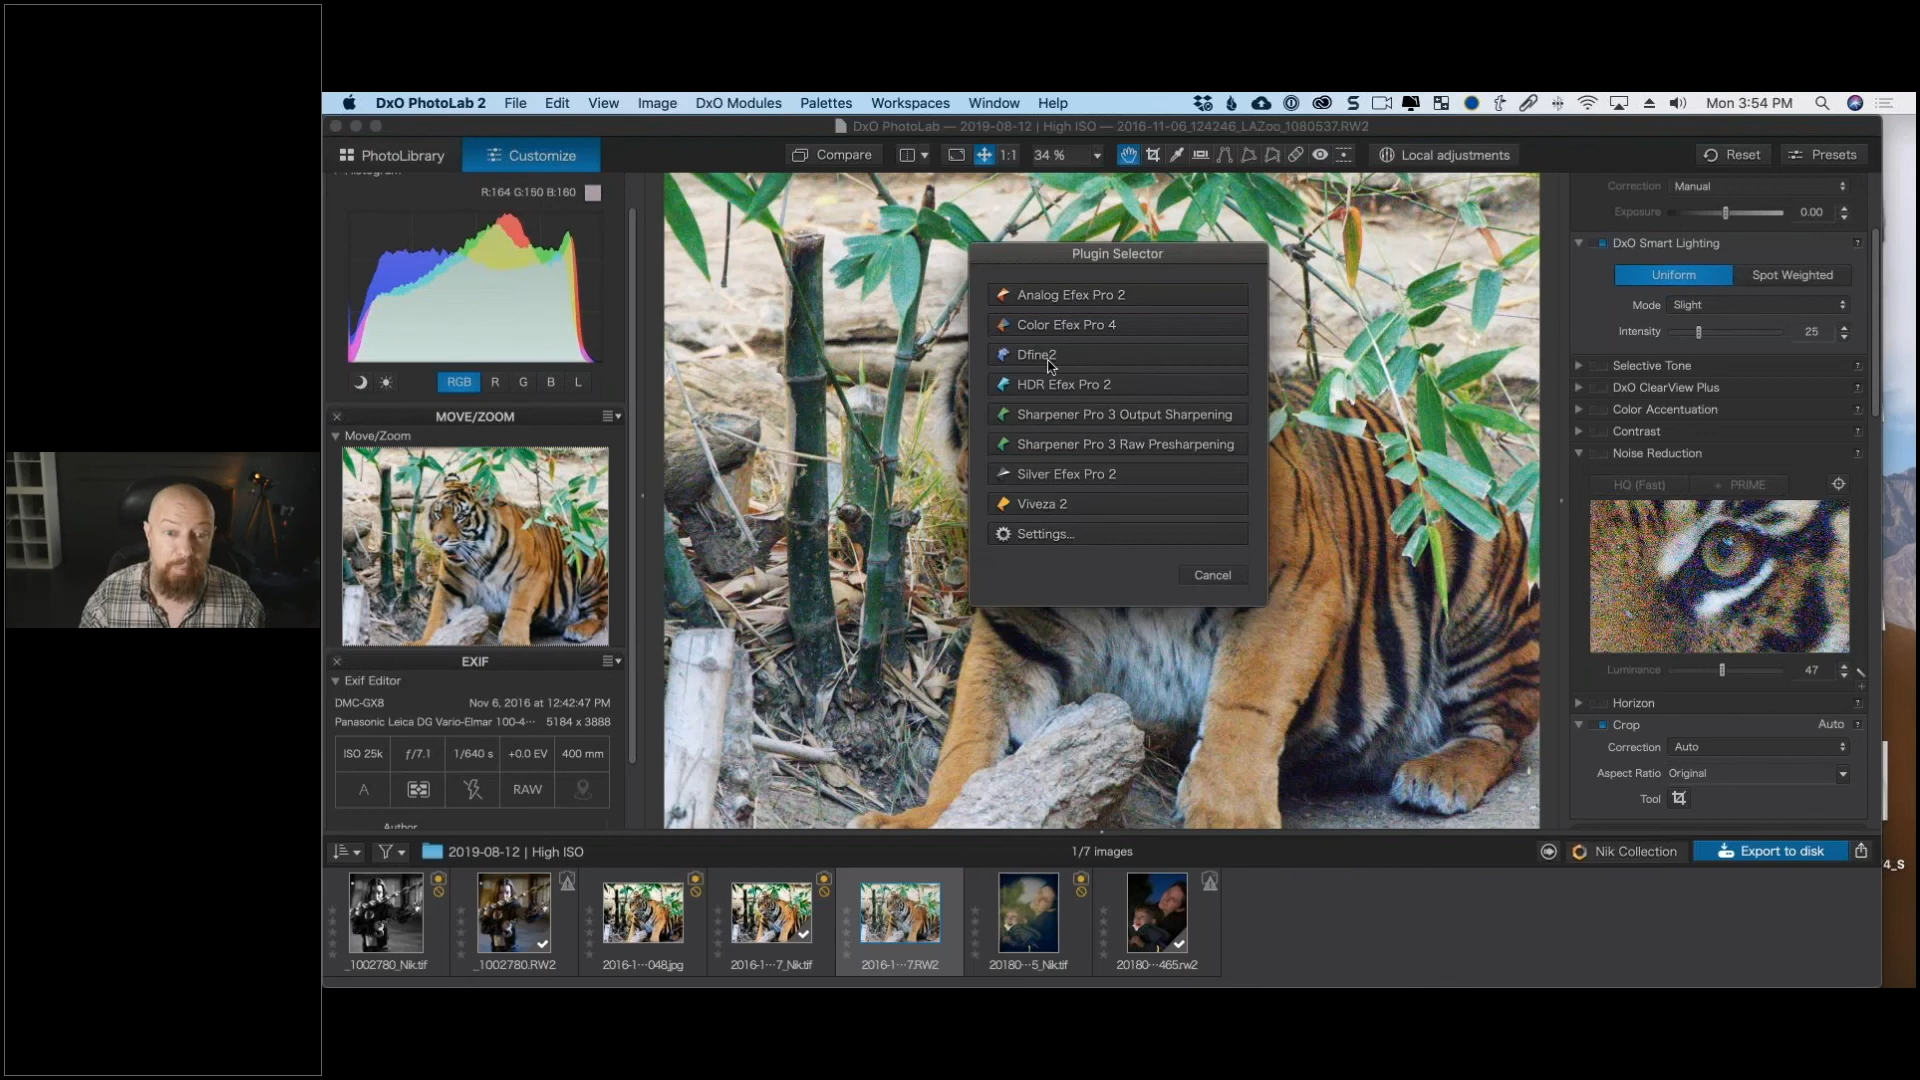 DxO PhotoLab 2 File Edit View Image DxO Modules Palettes Workspaces Window Help Mon 3:54 PM
DxO PhotoLab — 2019-08-12 | High ISO — 2016-11-06_124246_LAZoo_1080537.RW2
PhotoLibrary Customize Compare 1:1 34 % Local adjustments Reset Presets
Histogram
R:164 G:150 B:160
RGB R G B L
MOVE/ZOOM
Move/Zoom
EXIF
Exif Editor
DMC-GX8 Nov 6, 2016 at 12:42:47 PM
Panasonic Leica DG Vario-Elmar 100-4··· 5184 x 3888
ISO 25k ƒ/7.1 1/640 s +0.0 EV 400 mm
A RAW
Author
Plugin Selector
Analog Efex Pro 2
Color Efex Pro 4
Dfine2
HDR Efex Pro 2
Sharpener Pro 3 Output Sharpening
Sharpener Pro 3 Raw Presharpening
Silver Efex Pro 2
Viveza 2
Settings...
Cancel
Correction Manual
Exposure 0.00
DxO Smart Lighting ?
Uniform Spot Weighted
Mode Slight
Intensity 25
Selective Tone ?
DxO ClearView Plus ?
Color Accentuation ?
Contrast ?
Noise Reduction ?
HQ (Fast) PRIME
Luminance 47
Horizon ?
Crop Auto ?
Correction Auto
Aspect Ratio Original
Tool
2019-08-12 | High ISO 1/7 images Nik Collection Export to disk
4_S
_1002780_Nik.tif _1002780.RW2 2016-1···048.jpg 2016-1···7_Nik.tif 2016-1···7.RW2 20180···5_Nik.tif 20180···465.rw2